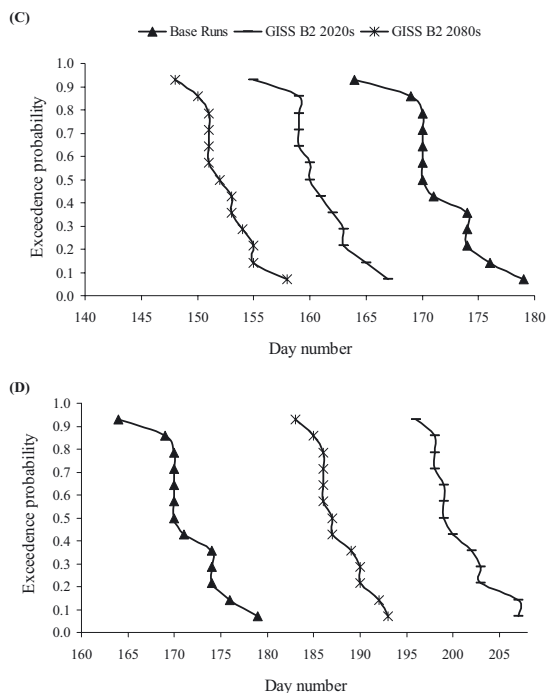 (C)
Base Runs GISS B2 2020s GISS B2 2080s
1.0
0.9
0.8
0.7
0.6
0.5
0.4
0.3
0.2
0.1
0.0
Exceedence probability
140 145 150 155 160 165 170 175 180
Day number
(D)
1.0
0.9
0.8
0.7
0.6
0.5
0.4
0.3
0.2
0.1
0.0
Exceedence probability
160 164 170 175 180 185 190 195 200 205
Day number